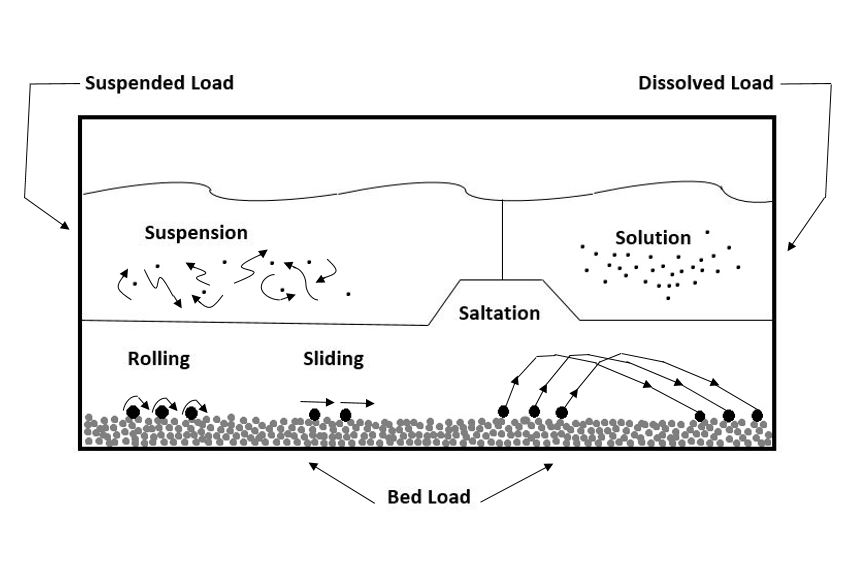 Suspended Load
Dissolved Load
Suspension
Solution
Saltation
Rolling
Sliding
Bed Load